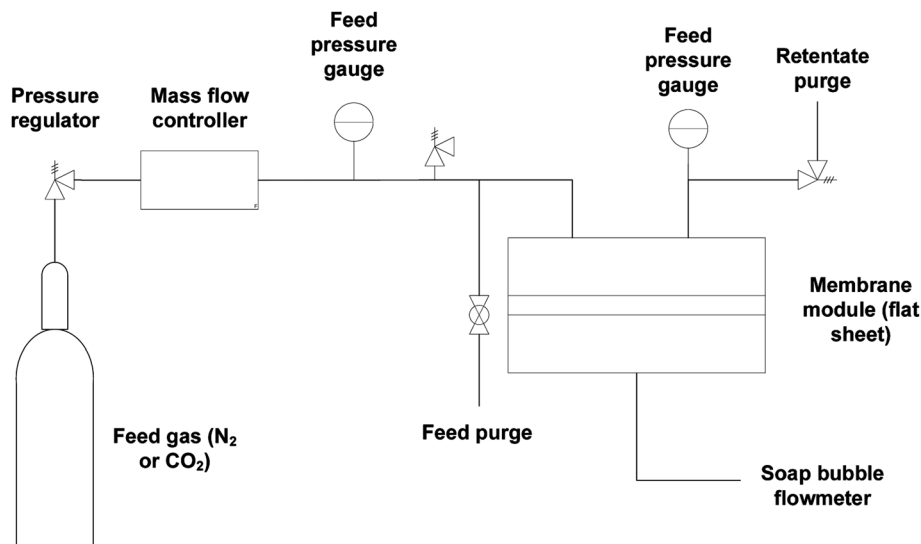 Feed
pressure
gauge
Feed
pressure
gauge
Retentate
purge
Pressure
regulator
Mass flow
controller
F
Membrane
module (flat
sheet)
Feed gas (N₂
or CO₂)
Feed purge
Soap bubble
flowmeter